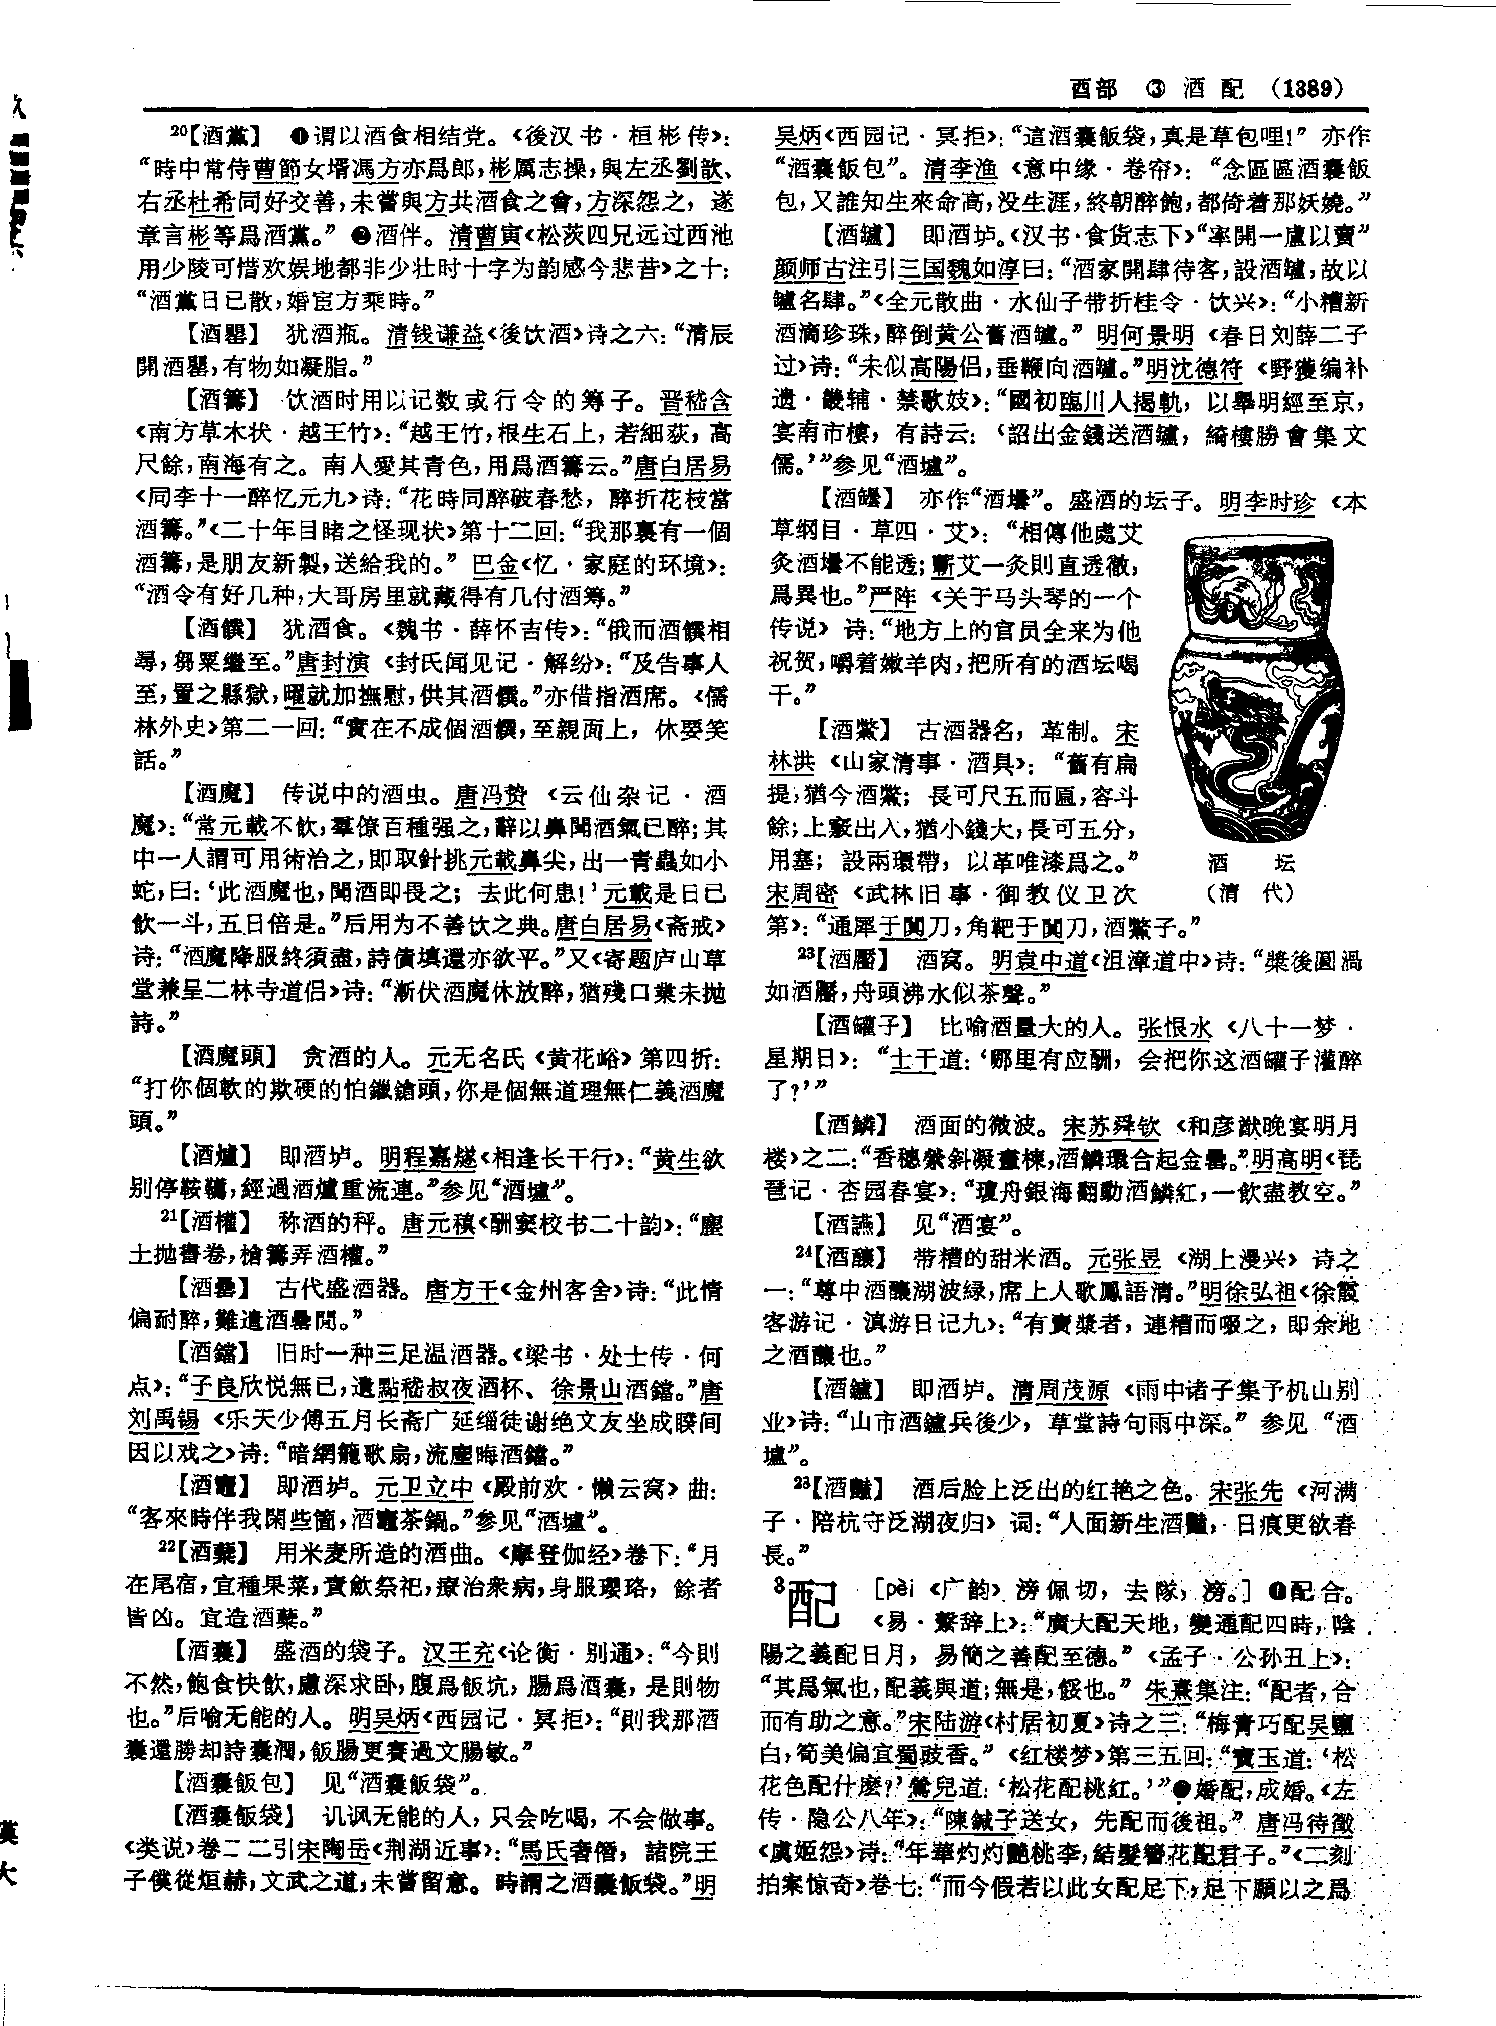 酉部 ③ 酒 配 （1389）
20【酒黨】 ❶谓以酒食相结党。《後汉书·桓彬传》：
“時中常侍曹節女壻馮方亦爲郎，彬厲志操，與左丞劉歆、
右丞杜希同好交善，未嘗與方共酒食之會，方深怨之，遂
章言彬等爲酒黨。” ❷酒伴。清曹寅《松茨四兄远过西池
用少陵可惜欢娱地都非少壮时十字为韵感今悲昔》之十：
“酒黨日已散，婚宦方乘時。”
【酒罌】 犹酒瓶。清钱谦益《後饮酒》诗之六：“清辰
開酒罌，有物如凝脂。”
【酒籌】 饮酒时用以记数或行令的筹子。晋嵇含
《南方草木状·越王竹》：“越王竹，根生石上，若細荻，高
尺餘，南海有之。南人愛其青色，用爲酒籌云。”唐白居易
《同李十一醉忆元九》诗：“花時同醉破春愁，醉折花枝當
酒籌。”《二十年目睹之怪现状》第十二回：“我那裏有一個
酒籌，是朋友新製，送給我的。” 巴金《忆·家庭的环境》：
“酒令有好几种，大哥房里就藏得有几付酒筹。”
【酒饌】 犹酒食。《魏书·薛怀吉传》：“俄而酒饌相
尋，芻粟繼至。”唐封演《封氏闻见记·解纷》：“及告事人
至，置之縣獄，曜就加撫慰，供其酒饌。”亦借指酒席。《儒
林外史》第二一回：“實在不成個酒饌，至親面上，休要笑
話。”
【酒魔】 传说中的酒虫。唐冯贽《云仙杂记·酒
魔》：“常元載不飲，羣僚百種强之，辭以鼻聞酒氣已醉；其
中一人謂可用術治之，即取針挑元載鼻尖，出一青蟲如小
蛇，曰：‘此酒魔也，聞酒即畏之；去此何患！’元載是日已
飲一斗，五日倍是。”后用为不善饮之典。唐白居易《斋戒》
诗：“酒魔降服終須盡，詩債填還亦欲平。”又《寄题庐山草
堂兼呈二林寺道侣》诗：“漸伏酒魔休放醉，猶殘口業未抛
詩。”
【酒魔頭】 贪酒的人。元无名氏《黄花峪》第四折：
“打你個軟的欺硬的怕鑞鎗頭，你是個無道理無仁義酒魔
頭。”
【酒爐】 即酒垆。明程嘉燧《相逢长干行》：“黄生欲
别停鞍韉，經過酒爐重流連。”参见“酒壚”。
21【酒權】 称酒的秤。唐元稹《酬窦校书二十韵》：“塵
土抛書卷，槍籌弄酒權。”
【酒罍】 古代盛酒器。唐方干《金州客舍》诗：“此情
偏耐醉，難遣酒罍閒。”
【酒鐺】 旧时一种三足温酒器。《梁书·处士传·何
点》：“子良欣悦無已，遺點嵇叔夜酒杯、徐景山酒鐺。”唐
刘禹锡《乐天少傅五月长斋广延缁徒谢绝文友坐成睽间
因以戏之》诗：“暗網籠歌扇，流塵晦酒鐺。”
【酒竈】 即酒垆。元卫立中《殿前欢·懒云窝》曲：
“客來時伴我閑些箇，酒竈茶鍋。”参见“酒壚”。
22【酒蘗】 用米麦所造的酒曲。《摩登伽经》卷下：“月
在尾宿，宜種果菜，賣飲祭祀，療治衆病，身服瓔珞，餘者
皆凶。宜造酒蘗。”
【酒囊】 盛酒的袋子。汉王充《论衡·别通》：“今則
不然，飽食快飲，慮深求卧，腹爲飯坑，腸爲酒囊，是則物
也。”后喻无能的人。明吴炳《西园记·冥拒》：“則我那酒
囊還勝却詩囊潤，飯腸更賽過文腸敏。”
【酒囊飯包】 见“酒囊飯袋”。
【酒囊飯袋】 讥讽无能的人，只会吃喝，不会做事。
《类说》卷二二引宋陶岳《荆湖近事》：“馬氏奢僭，諸院王
子僕從烜赫，文武之道，未嘗留意。時謂之酒囊飯袋。”明
吴炳《西园记·冥拒》：“這酒囊飯袋，真是草包哩！” 亦作
“酒囊飯包”。清李渔《意中缘·卷帘》：“念區區酒囊飯
包，又誰知生來命高，没生涯，終朝醉飽，都倚着那妖嬈。”
【酒罏】 即酒垆。《汉书·食货志下》“率開一盧以賣”
颜师古注引三国魏如淳曰：“酒家開肆待客，設酒罏，故以
罏名肆。”《全元散曲·水仙子带折桂令·饮兴》：“小糟新
酒滴珍珠，醉倒黄公舊酒罏。” 明何景明《春日刘薛二子
过》诗：“未似高陽侣，垂鞭向酒罏。”明沈德符《野獲编补
遗·畿辅·禁歌妓》：“國初臨川人揭軌，以舉明經至京，
宴南市樓，有詩云：‘詔出金錢送酒罏，綺樓勝會集文
儒。’”参见“酒壚”。
【酒罎】 亦作“酒壜”。盛酒的坛子。明李时珍《本
草纲目·草四·艾》：“相傳他處艾
灸酒壜不能透；蘄艾一灸則直透徹，
爲異也。”严阵《关于马头琴的一个
传说》诗：“地方上的官员全来为他
祝贺，嚼着嫩羊肉，把所有的酒坛喝
干。”
【酒鱉】 古酒器名，革制。宋
林洪《山家清事·酒具》：“舊有扁
提，猶今酒鱉；長可尺五而匾，容斗
餘；上竅出入，猶小錢大，長可五分，
用塞；設兩環帶，以革唯漆爲之。”
宋周密《武林旧事·御教仪卫次
第》：“通犀于闐刀，角靶于闐刀，酒鱉子。”
酒 坛
（清 代）
23【酒靨】 酒窝。明袁中道《沮漳道中》诗：“槳後圓渦
如酒靨，舟頭沸水似茶聲。”
【酒罐子】 比喻酒量大的人。张恨水《八十一梦·
星期日》：“士干道：‘哪里有应酬，会把你这酒罐子灌醉
了？’”
【酒鱗】 酒面的微波。宋苏舜钦《和彦猷晚宴明月
楼》之二：“香穗縈斜凝畫棟，酒鱗環合起金罍。”明高明《琵
琶记·杏园春宴》：“瓊舟銀海翻動酒鱗紅，一飲盡教空。”
【酒讌】 见“酒宴”。
24【酒釀】 带糟的甜米酒。元张昱《湖上漫兴》诗之
一：“尊中酒釀湖波緑，席上人歌鳳語清。”明徐弘祖《徐霞
客游记·滇游日记九》：“有賣漿者，連糟而啜之，即余地
之酒釀也。”
【酒鑪】 即酒垆。清周茂源《雨中诸子集予机山别
业》诗：“山市酒鑪兵後少，草堂詩句雨中深。” 参见“酒
壚”。
23【酒豔】 酒后脸上泛出的红艳之色。宋张先《河满
子·陪杭守泛湖夜归》词：“人面新生酒豔，日痕更欲春
長。”
3配 ［pèi《广韵》滂佩切，去隊，滂。］❶配合。
《易·繫辞上》：“廣大配天地，變通配四時，陰
陽之義配日月，易簡之善配至德。”《孟子·公孙丑上》：
“其爲氣也，配義與道；無是，餒也。” 朱熹集注：“配者，合
而有助之意。”宋陆游《村居初夏》诗之三：“梅青巧配吴鹽
白，筍美偏宜蜀豉香。”《红楼梦》第三五回：“寶玉道：‘松
花色配什麽？’鶯兒道：‘松花配桃紅。’”❷婚配，成婚。《左
传·隐公八年》：“陳鍼子送女，先配而後祖。” 唐冯待徵
《虞姬怨》诗：“年華灼灼艷桃李，結髮簪花配君子。”《二刻
拍案惊奇》卷七：“而今假若以此女配足下，足下願以之爲